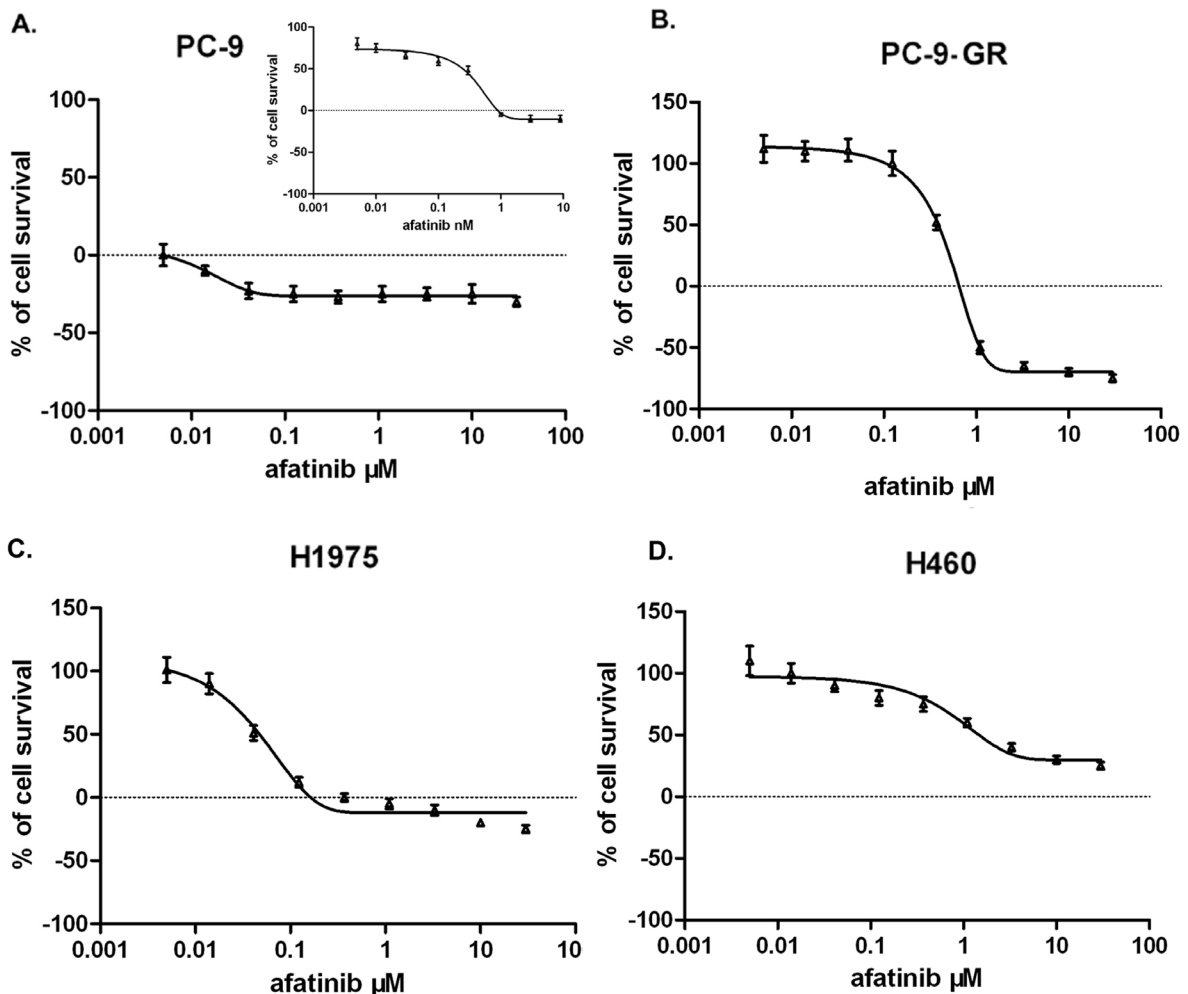 A.
PC-9
% of cell survival
100
50
0
-50
-100
0.001 0.01 0.1 1 10 100
afatinib µM
% of cell survival
100
50
0
-50
-100
0.001 0.01 0.1 1 10
afatinib nM
B.
PC-9-GR
% of cell survival
150
100
50
0
-50
-100
0.001 0.01 0.1 1 10 100
afatinib µM
C.
H1975
% of cell survival
150
100
50
0
-50
-100
0.001 0.01 0.1 1 10 10
afatinib µM
D.
H460
% of cell survival
150
100
50
0
-50
-100
0.001 0.01 0.1 1 10 100
afatinib µM